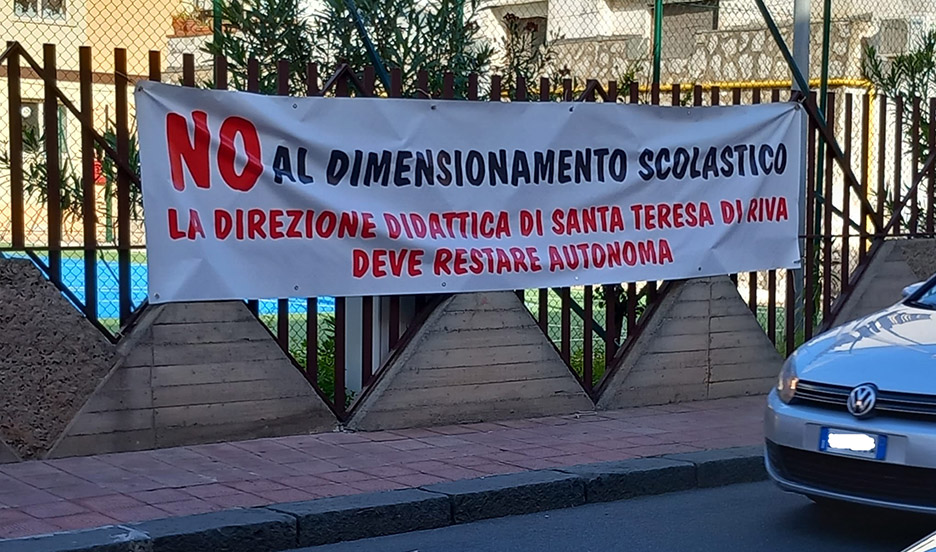 NO AL DIMENSIONAMENTO SCOLASTICO
LA DIREZIONE DIDATTICA DI SANTA TERESA DI RIVA
DEVE RESTARE AUTONOMA